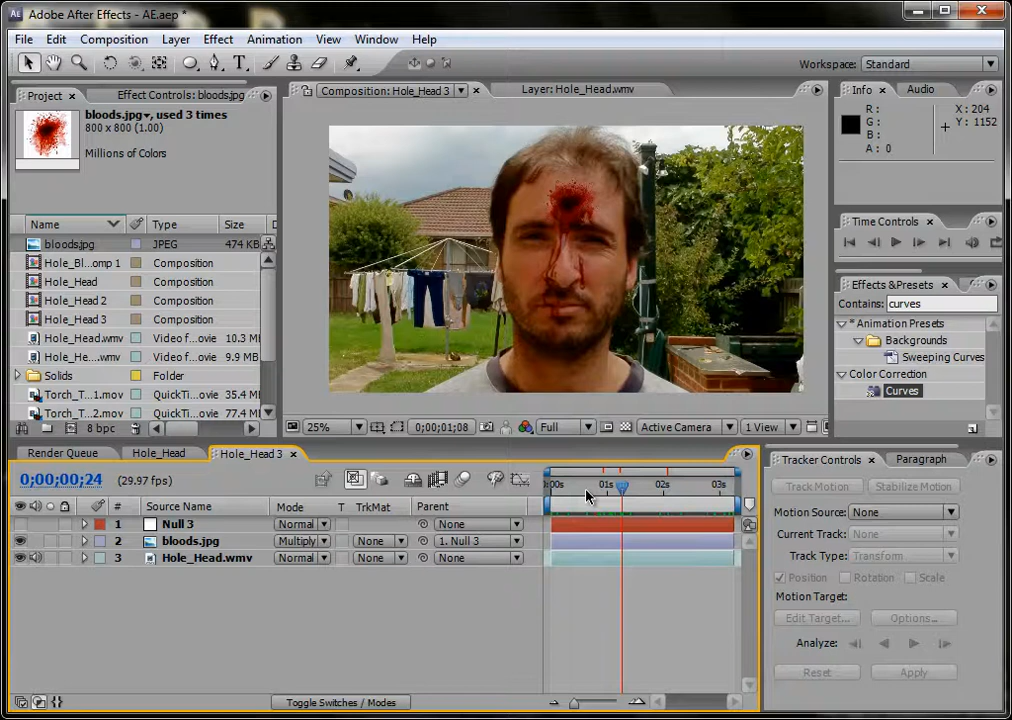 Adobe After Effects - AE.aep *
File Edit Composition Layer Effect Animation View Window Help
Workspace: Standard
Project Effect Controls: bloods.jpg
bloods.jpg, used 3 times
800 x 800 (1.00)
Millions of Colors
Name Type Size
bloods.jpg JPEG 474 KB
Hole_Bl...omp 1 Composition
Hole_Head Composition
Hole_Head 2 Composition
Hole_Head 3 Composition
Hole_Head.wmv Video f...ovie 10.3 M
Hole_He....wmv Video f...ovie 9.9 MB
Solids Folder
Torch_T...1.mov QuickTi...ovie 35.4 M
Torch_T...2.mov QuickTi...ovie 77.4 M
8 bpc
Composition: Hole_Head 3 Layer: Hole_Head.wmv
25% 0;00;01;08 Full Active Camera 1 View
Info Audio
R: X: 204
G: Y: 1152
B:
A: 0
Time Controls
Effects & Presets
Contains: curves
* Animation Presets
Backgrounds
Sweeping Curves
Color Correction
Curves
Render Queue Hole_Head Hole_Head 3
0;00;00;24 (29.97 fps)
# Source Name Mode T TrkMat Parent
1 Null 3 Normal None
2 bloods.jpg Multiply None 1. Null 3
3 Hole_Head.wmv Normal None None
:00s 01s 02s 03s
Toggle Switches / Modes
Tracker Controls Paragraph
Track Motion Stabilize Motion
Motion Source: None
Current Track: None
Track Type: Transform
Position Rotation Scale
Motion Target:
Edit Target... Options...
Analyze:
Reset Apply